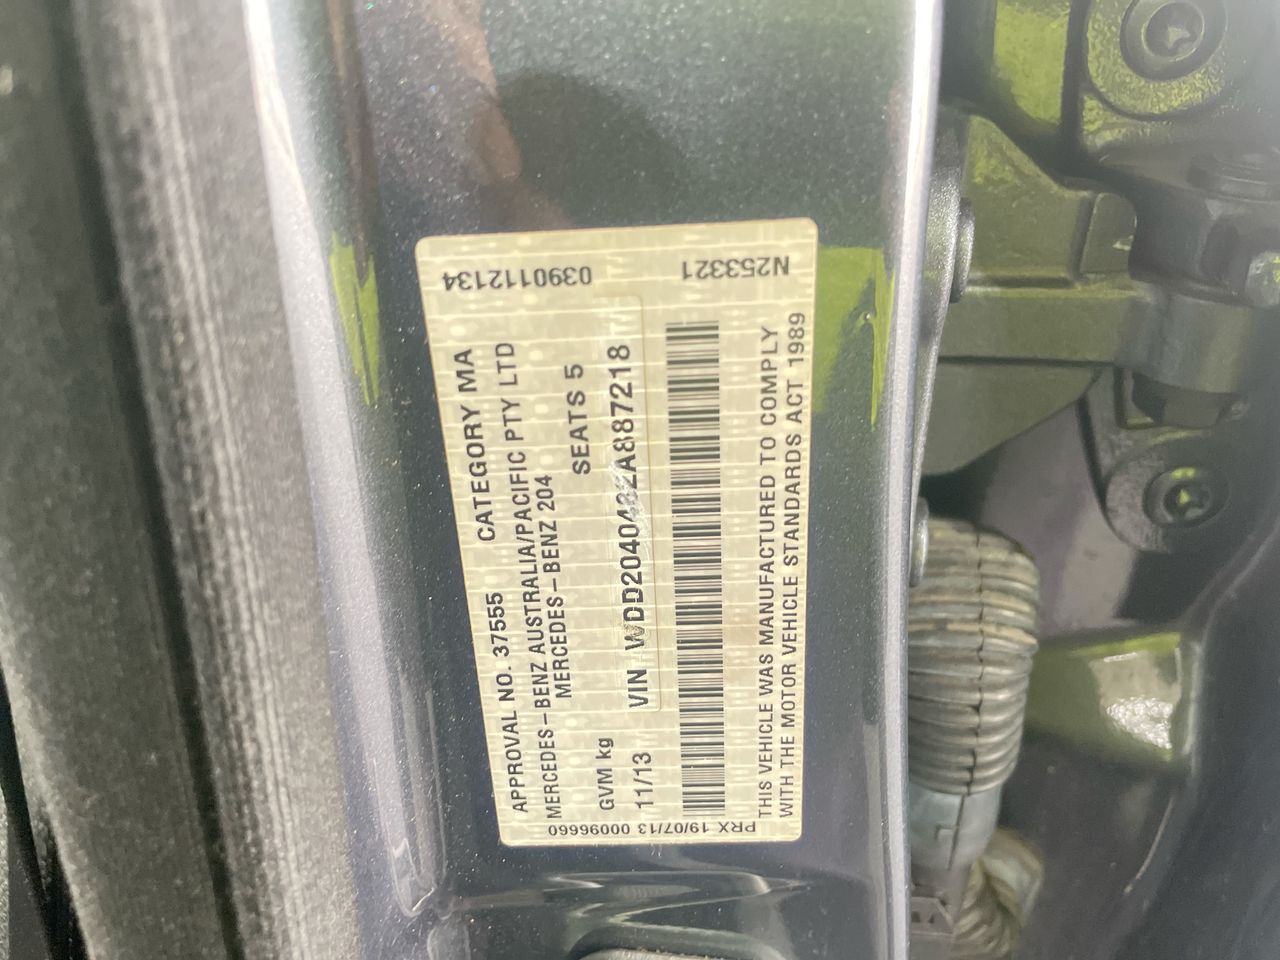 0390112134
N253321
APPROVAL NO. 37555 CATEGORY MA
MERCEDES-BENZ AUSTRALIA/PACIFIC PTY LTD
MERCEDES-BENZ 204
GVM kg SEATS 5
11/13 VIN WDD2040482A887218
THIS VEHICLE WAS MANUFACTURED TO COMPLY
WITH THE MOTOR VEHICLE STANDARDS ACT 1989
PRX 19/07/13 00096660